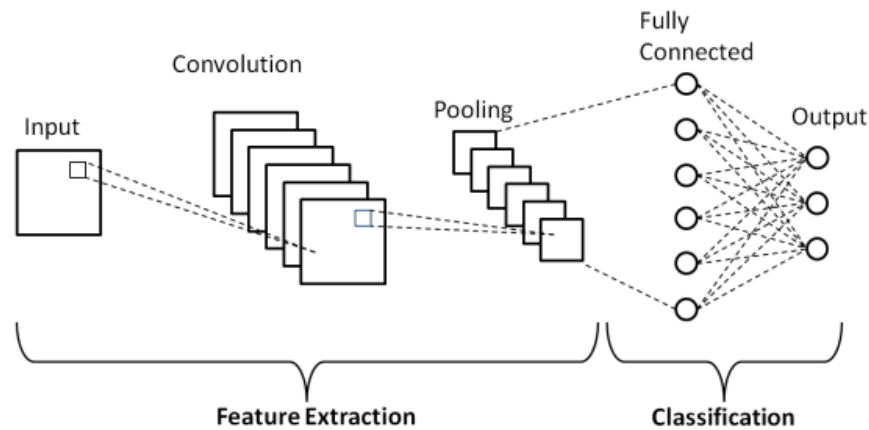 Input
Convolution
Pooling
Fully
Connected
Output
Feature Extraction
Classification